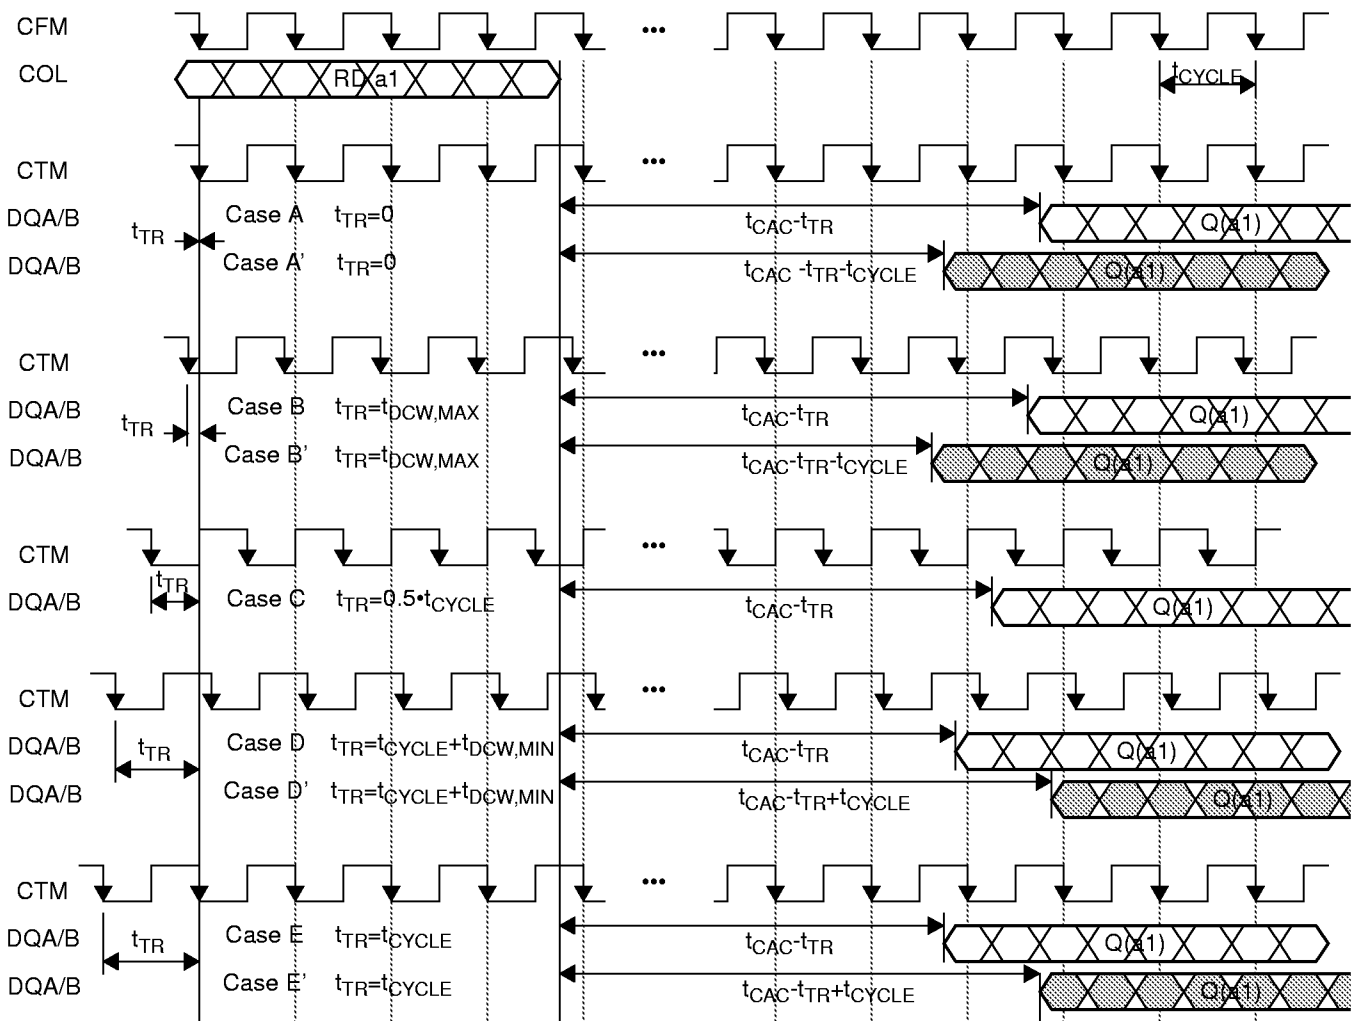 CFM •••
COL RD a1 tCYCLE
CTM •••
DQA/B Case A tTR=0 tCAC-tTR Q(a1)
tTR
DQA/B Case A’ tTR=0 tCAC -tTR-tCYCLE Q(a1)
CTM •••
DQA/B Case B tTR=tDCW,MAX tCAC-tTR Q(a1)
tTR
DQA/B Case B’ tTR=tDCW,MAX tCAC-tTR-tCYCLE Q(a1)
CTM •••
tTR
DQA/B Case C tTR=0.5•tCYCLE tCAC-tTR Q(a1)
CTM •••
DQA/B tTR Case D tTR=tCYCLE+tDCW,MIN tCAC-tTR Q(a1)
DQA/B Case D’ tTR=tCYCLE+tDCW,MIN tCAC-tTR+tCYCLE Q(a1)
CTM •••
DQA/B tTR Case E tTR=tCYCLE tCAC-tTR Q(a1)
DQA/B Case E’ tTR=tCYCLE tCAC-tTR+tCYCLE Q(a1)